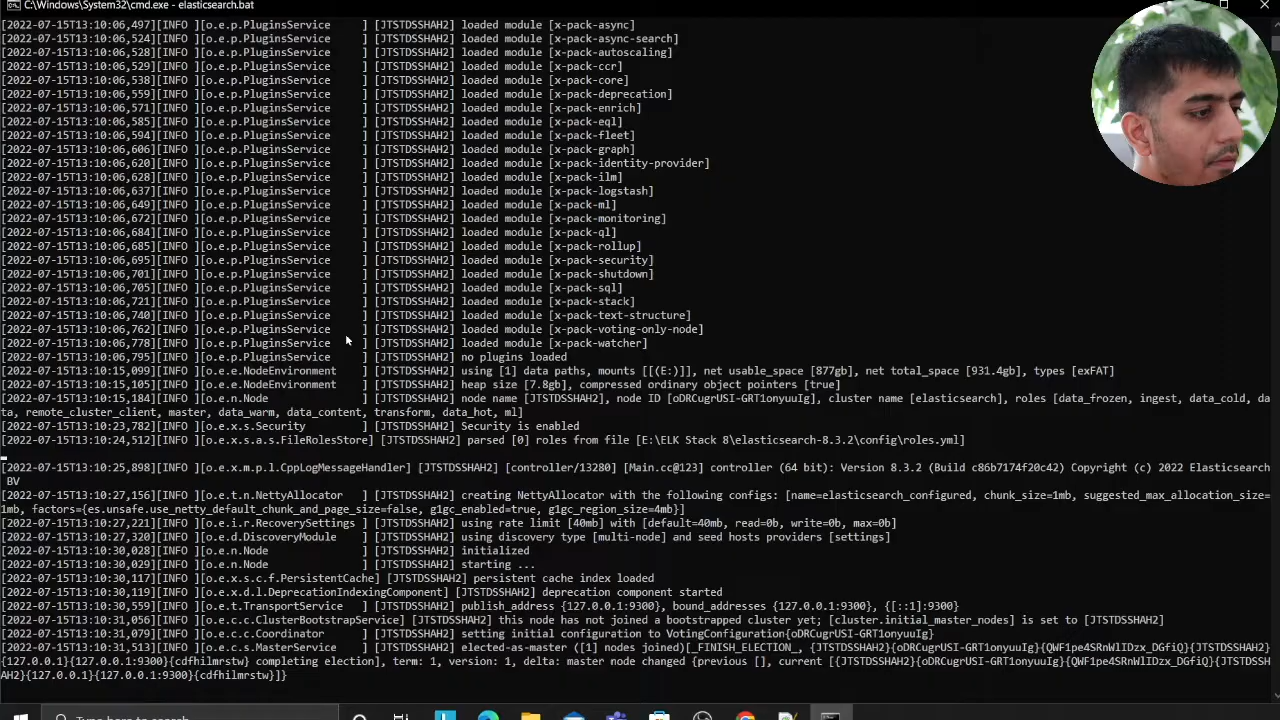 C:\Windows\System32\cmd.exe - elasticsearch.bat
[2022-07-15T13:10:06,497][INFO ][o.e.p.PluginsService     ] [JTSTDSSHAH2] loaded module [x-pack-async]
[2022-07-15T13:10:06,524][INFO ][o.e.p.PluginsService     ] [JTSTDSSHAH2] loaded module [x-pack-async-search]
[2022-07-15T13:10:06,528][INFO ][o.e.p.PluginsService     ] [JTSTDSSHAH2] loaded module [x-pack-autoscaling]
[2022-07-15T13:10:06,529][INFO ][o.e.p.PluginsService     ] [JTSTDSSHAH2] loaded module [x-pack-ccr]
[2022-07-15T13:10:06,538][INFO ][o.e.p.PluginsService     ] [JTSTDSSHAH2] loaded module [x-pack-core]
[2022-07-15T13:10:06,559][INFO ][o.e.p.PluginsService     ] [JTSTDSSHAH2] loaded module [x-pack-deprecation]
[2022-07-15T13:10:06,571][INFO ][o.e.p.PluginsService     ] [JTSTDSSHAH2] loaded module [x-pack-enrich]
[2022-07-15T13:10:06,585][INFO ][o.e.p.PluginsService     ] [JTSTDSSHAH2] loaded module [x-pack-eql]
[2022-07-15T13:10:06,594][INFO ][o.e.p.PluginsService     ] [JTSTDSSHAH2] loaded module [x-pack-fleet]
[2022-07-15T13:10:06,606][INFO ][o.e.p.PluginsService     ] [JTSTDSSHAH2] loaded module [x-pack-graph]
[2022-07-15T13:10:06,620][INFO ][o.e.p.PluginsService     ] [JTSTDSSHAH2] loaded module [x-pack-identity-provider]
[2022-07-15T13:10:06,628][INFO ][o.e.p.PluginsService     ] [JTSTDSSHAH2] loaded module [x-pack-ilm]
[2022-07-15T13:10:06,637][INFO ][o.e.p.PluginsService     ] [JTSTDSSHAH2] loaded module [x-pack-logstash]
[2022-07-15T13:10:06,649][INFO ][o.e.p.PluginsService     ] [JTSTDSSHAH2] loaded module [x-pack-ml]
[2022-07-15T13:10:06,672][INFO ][o.e.p.PluginsService     ] [JTSTDSSHAH2] loaded module [x-pack-monitoring]
[2022-07-15T13:10:06,684][INFO ][o.e.p.PluginsService     ] [JTSTDSSHAH2] loaded module [x-pack-ql]
[2022-07-15T13:10:06,685][INFO ][o.e.p.PluginsService     ] [JTSTDSSHAH2] loaded module [x-pack-rollup]
[2022-07-15T13:10:06,695][INFO ][o.e.p.PluginsService     ] [JTSTDSSHAH2] loaded module [x-pack-security]
[2022-07-15T13:10:06,701][INFO ][o.e.p.PluginsService     ] [JTSTDSSHAH2] loaded module [x-pack-shutdown]
[2022-07-15T13:10:06,705][INFO ][o.e.p.PluginsService     ] [JTSTDSSHAH2] loaded module [x-pack-sql]
[2022-07-15T13:10:06,721][INFO ][o.e.p.PluginsService     ] [JTSTDSSHAH2] loaded module [x-pack-stack]
[2022-07-15T13:10:06,740][INFO ][o.e.p.PluginsService     ] [JTSTDSSHAH2] loaded module [x-pack-text-structure]
[2022-07-15T13:10:06,762][INFO ][o.e.p.PluginsService     ] [JTSTDSSHAH2] loaded module [x-pack-voting-only-node]
[2022-07-15T13:10:06,778][INFO ][o.e.p.PluginsService     ] [JTSTDSSHAH2] loaded module [x-pack-watcher]
[2022-07-15T13:10:06,795][INFO ][o.e.p.PluginsService     ] [JTSTDSSHAH2] no plugins loaded
[2022-07-15T13:10:15,099][INFO ][o.e.e.NodeEnvironment    ] [JTSTDSSHAH2] using [1] data paths, mounts [[(E:)]], net usable_space [877gb], net total_space [931.4gb], types [exFAT]
[2022-07-15T13:10:15,105][INFO ][o.e.e.NodeEnvironment    ] [JTSTDSSHAH2] heap size [7.8gb], compressed ordinary object pointers [true]
[2022-07-15T13:10:15,184][INFO ][o.e.n.Node               ] [JTSTDSSHAH2] node name [JTSTDSSHAH2], node ID [oDRCugrUSI-GRT1onyuuIg], cluster name [elasticsearch], roles [data_frozen, ingest, data_cold, da
ta, remote_cluster_client, master, data_warm, data_content, transform, data_hot, ml]
[2022-07-15T13:10:23,782][INFO ][o.e.x.s.Security         ] [JTSTDSSHAH2] Security is enabled
[2022-07-15T13:10:24,512][INFO ][o.e.x.s.a.s.FileRolesStore] [JTSTDSSHAH2] parsed [0] roles from file [E:\ELK Stack 8\elasticsearch-8.3.2\config\roles.yml]
[2022-07-15T13:10:25,898][INFO ][o.e.x.m.p.l.CppLogMessageHandler] [JTSTDSSHAH2] [controller/13280] [Main.cc@123] controller (64 bit): Version 8.3.2 (Build c86b7174f20c42) Copyright (c) 2022 Elasticsearch
BV
[2022-07-15T13:10:27,156][INFO ][o.e.t.n.NettyAllocator   ] [JTSTDSSHAH2] creating NettyAllocator with the following configs: [name=elasticsearch_configured, chunk_size=1mb, suggested_max_allocation_size=
1mb, factors={es.unsafe.use_netty_default_chunk_and_page_size=false, g1gc_enabled=true, g1gc_region_size=4mb}]
[2022-07-15T13:10:27,221][INFO ][o.e.i.r.RecoverySettings ] [JTSTDSSHAH2] using rate limit [40mb] with [default=40mb, read=0b, write=0b, max=0b]
[2022-07-15T13:10:27,320][INFO ][o.e.d.DiscoveryModule    ] [JTSTDSSHAH2] using discovery type [multi-node] and seed hosts providers [settings]
[2022-07-15T13:10:30,028][INFO ][o.e.n.Node               ] [JTSTDSSHAH2] initialized
[2022-07-15T13:10:30,029][INFO ][o.e.n.Node               ] [JTSTDSSHAH2] starting ...
[2022-07-15T13:10:30,117][INFO ][o.e.x.s.c.f.PersistentCache] [JTSTDSSHAH2] persistent cache index loaded
[2022-07-15T13:10:30,119][INFO ][o.e.x.d.l.DeprecationIndexingComponent] [JTSTDSSHAH2] deprecation component started
[2022-07-15T13:10:30,559][INFO ][o.e.t.TransportService   ] [JTSTDSSHAH2] publish_address {127.0.0.1:9300}, bound_addresses {127.0.0.1:9300}, {[::1]:9300}
[2022-07-15T13:10:31,056][INFO ][o.e.c.c.ClusterBootstrapService] [JTSTDSSHAH2] this node has not joined a bootstrapped cluster yet; [cluster.initial_master_nodes] is set to [JTSTDSSHAH2]
[2022-07-15T13:10:31,079][INFO ][o.e.c.c.Coordinator      ] [JTSTDSSHAH2] setting initial configuration to VotingConfiguration{oDRCugrUSI-GRT1onyuuIg}
[2022-07-15T13:10:31,513][INFO ][o.e.c.s.MasterService    ] [JTSTDSSHAH2] elected-as-master ([1] nodes joined)[_FINISH_ELECTION_, {JTSTDSSHAH2}{oDRCugrUSI-GRT1onyuuIg}{QWF1pe4SRnWlIDzx_DGfiQ}{JTSTDSSHAH2}
{127.0.0.1}{127.0.0.1:9300}{cdfhilmrstw} completing election], term: 1, version: 1, delta: master node changed {previous [], current [{JTSTDSSHAH2}{oDRCugrUSI-GRT1onyuuIg}{QWF1pe4SRnWlIDzx_DGfiQ}{JTSTDSSH
AH2}{127.0.0.1}{127.0.0.1:9300}{cdfhilmrstw}]}
Type here to search